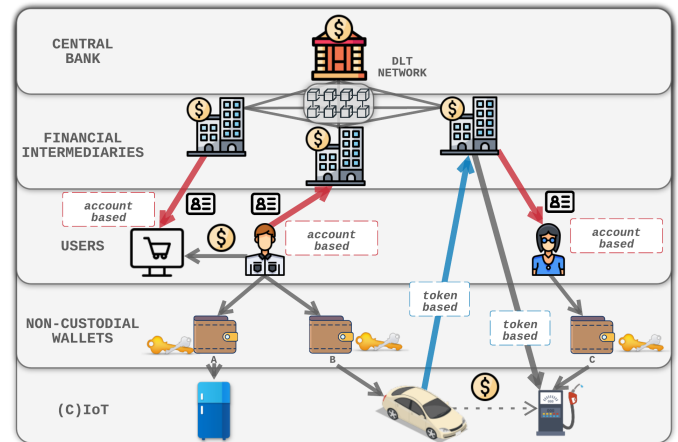 CENTRAL
BANK
DLT
NETWORK
FINANCIAL
INTERMEDIARIES
account
based
account
based
account
based
USERS
token
based
token
based
NON-CUSTODIAL
WALLETS
A
B
C
(C)IoT